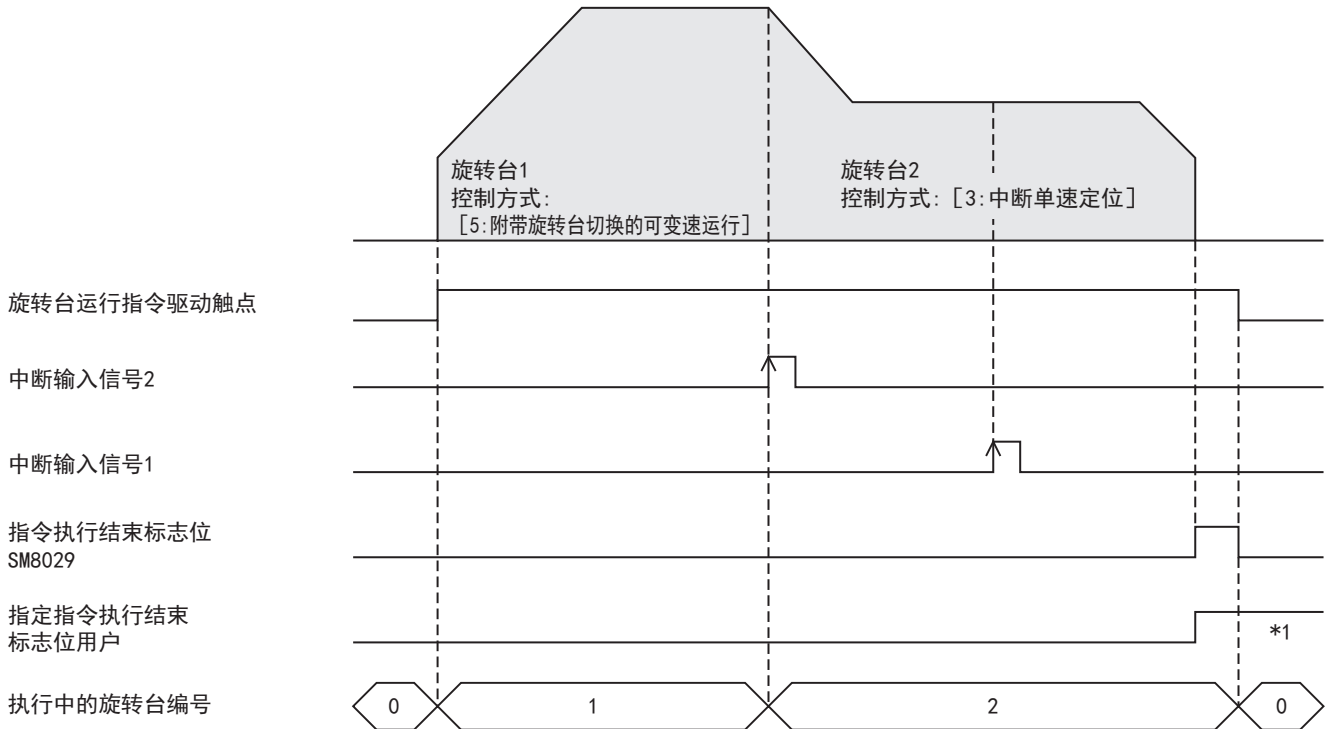 旋转台1
控制方式:
[5:附带旋转台切换的可变速运行]
旋转台2
控制方式: [3:中断单速定位]
旋转台运行指令驱动触点
中断输入信号2
中断输入信号1
指令执行结束标志位
SM8029
指定指令执行结束
标志位用户
*1
执行中的旋转台编号
0
1
2
0